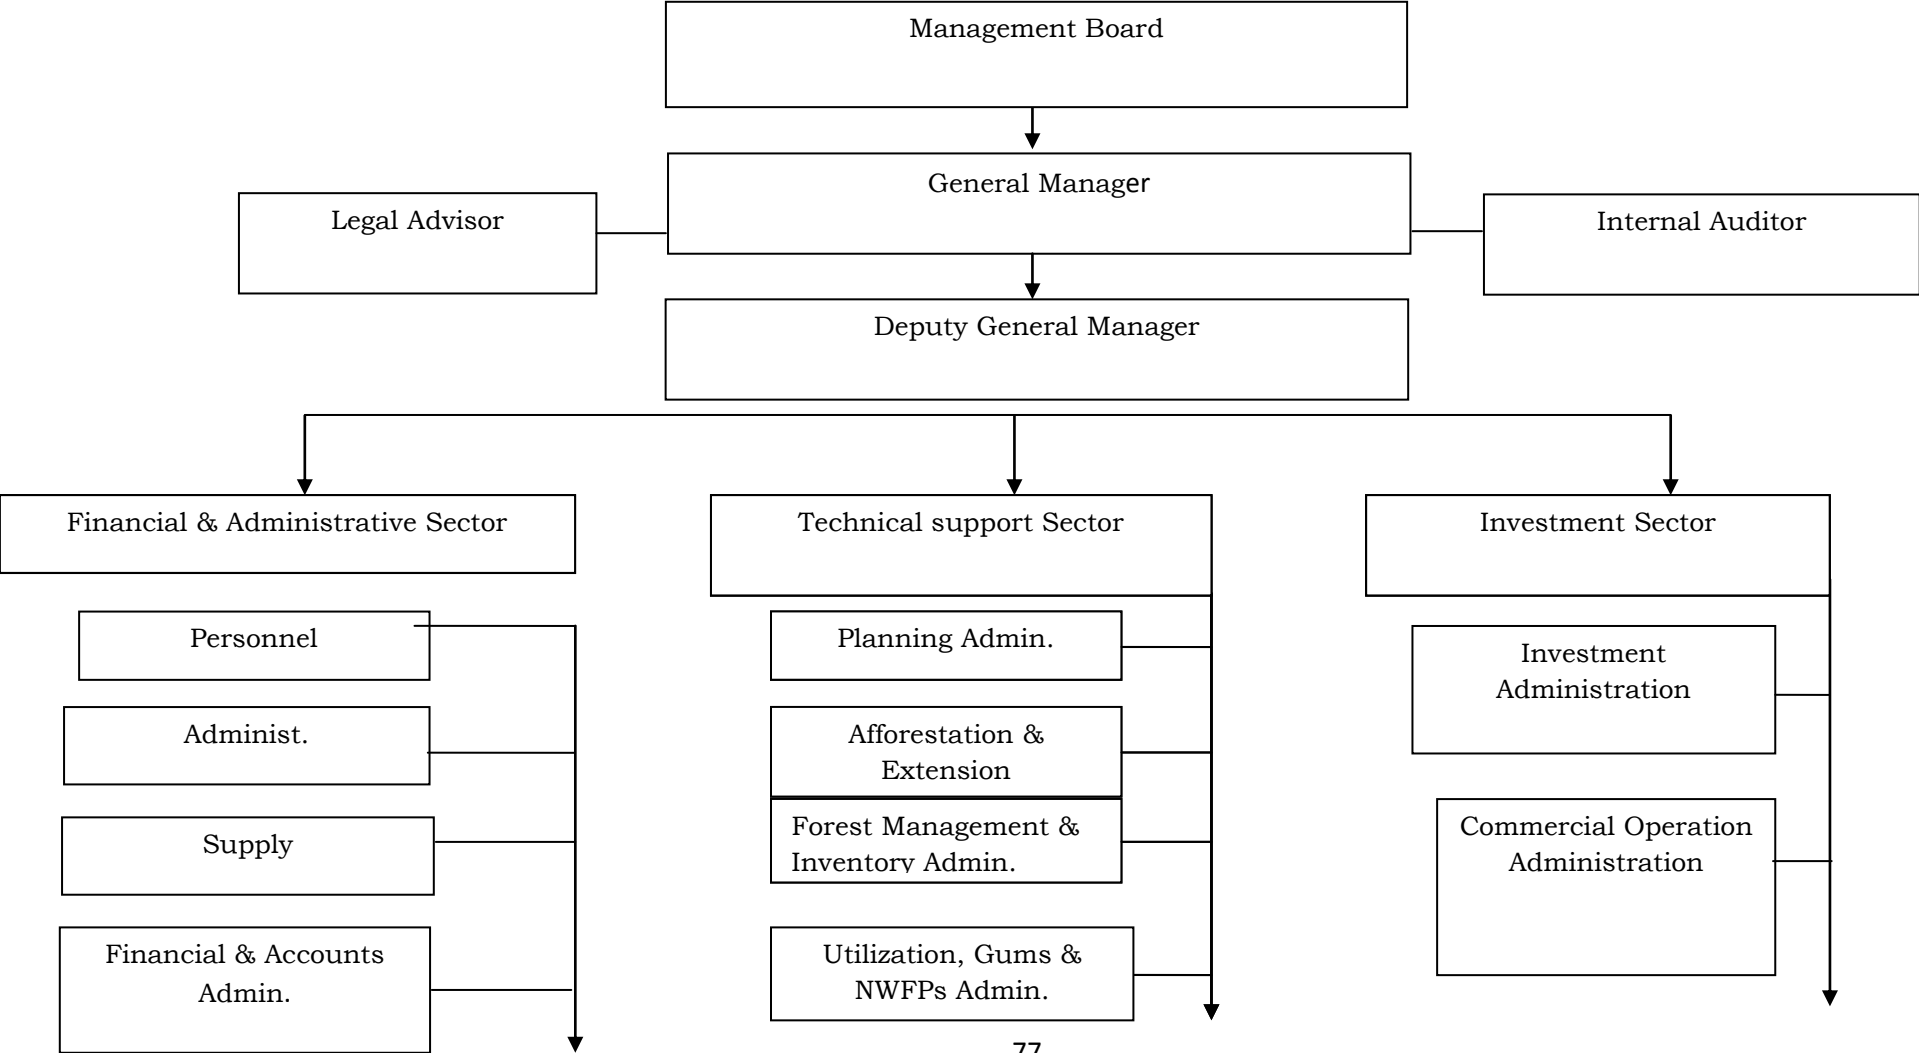 Management Board
General Manager
Legal Advisor
Internal Auditor
Deputy General Manager
Financial & Administrative Sector
Technical support Sector
Investment Sector
Personnel
Planning Admin.
Investment
Administration
Administ.
Afforestation &
Extension
Supply
Forest Management &
Inventory Admin.
Commercial Operation
Administration
Financial & Accounts
Admin.
Utilization, Gums &
NWFPs Admin.
77